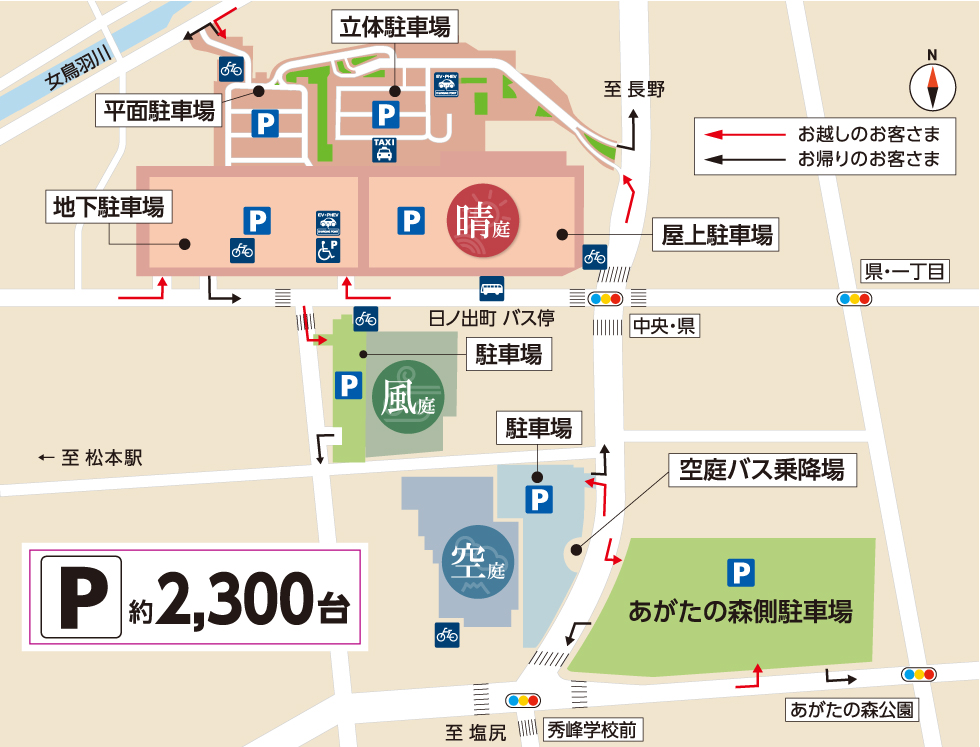 立体駐車場
女鳥羽川
平面駐車場
P
P
EV・PHEV
TAXI
至 長野
N
お越しのお客さま
お帰りのお客さま
地下駐車場
P
EV・PHEV
P
P
晴庭
屋上駐車場
県・一丁目
日ノ出町 バス停
中央・県
駐車場
P
風庭
駐車場
← 至 松本駅
P
空庭バス乗降場
空庭
P
あがたの森側駐車場
P 約2,300台
あがたの森公園
至 塩尻
秀峰学校前